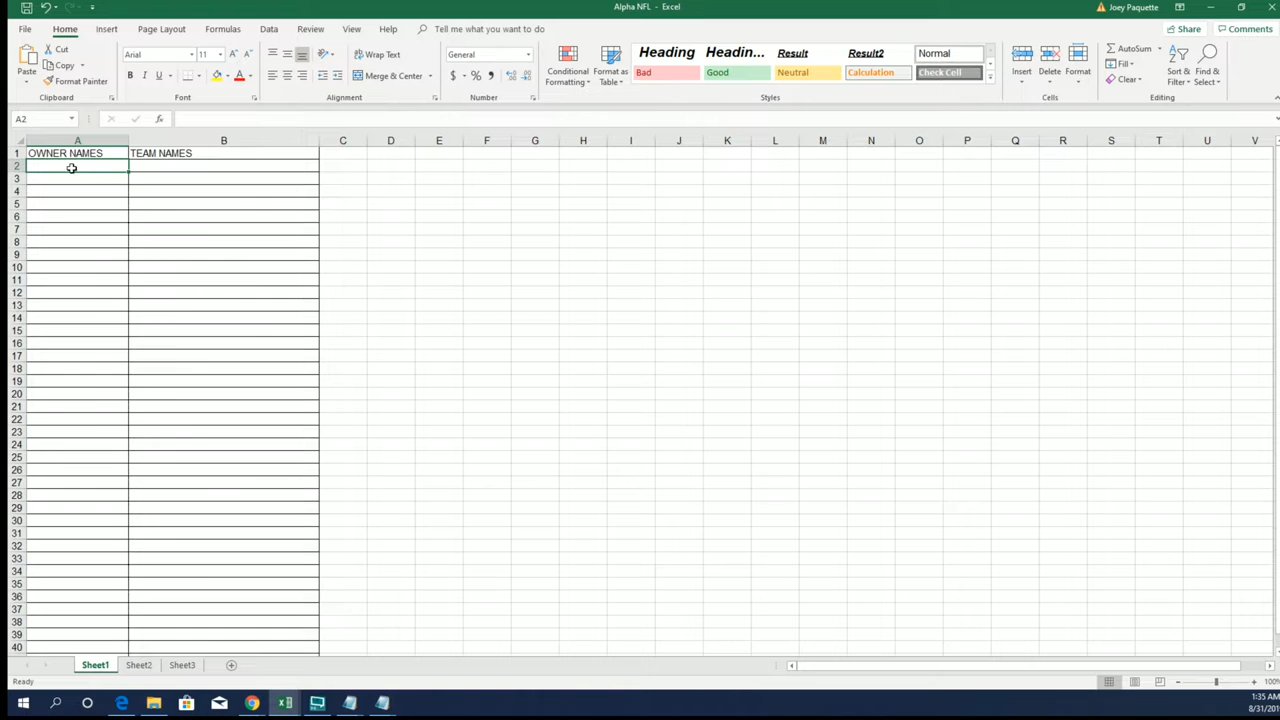 Alpha NFL - Excel
Joey Paquette
File Home Insert Page Layout Formulas Data Review View Help Tell me what you want to do Share Comments
Paste Cut Copy Format Painter Clipboard
Arial 11 A A B U A Font
Wrap Text Merge & Center Alignment
General $ % , Number
Conditional Formatting Format as Table
Heading Headin... Result Result2 Normal
Bad Good Neutral Calculation Check Cell
Styles
Insert Delete Format Cells
AutoSum Fill Clear Sort & Filter Find & Select Editing
A2 fx
A B C D E F G H I J K L M N O P Q R S T U V
1 OWNER NAMES TEAM NAMES
2
3
4
5
6
7
8
9
10
11
12
13
14
15
16
17
18
19
20
21
22
23
24
25
26
27
28
29
30
31
32
33
34
35
36
37
38
39
40
Sheet1 Sheet2 Sheet3
Ready 100%
1:35 AM
8/31/20